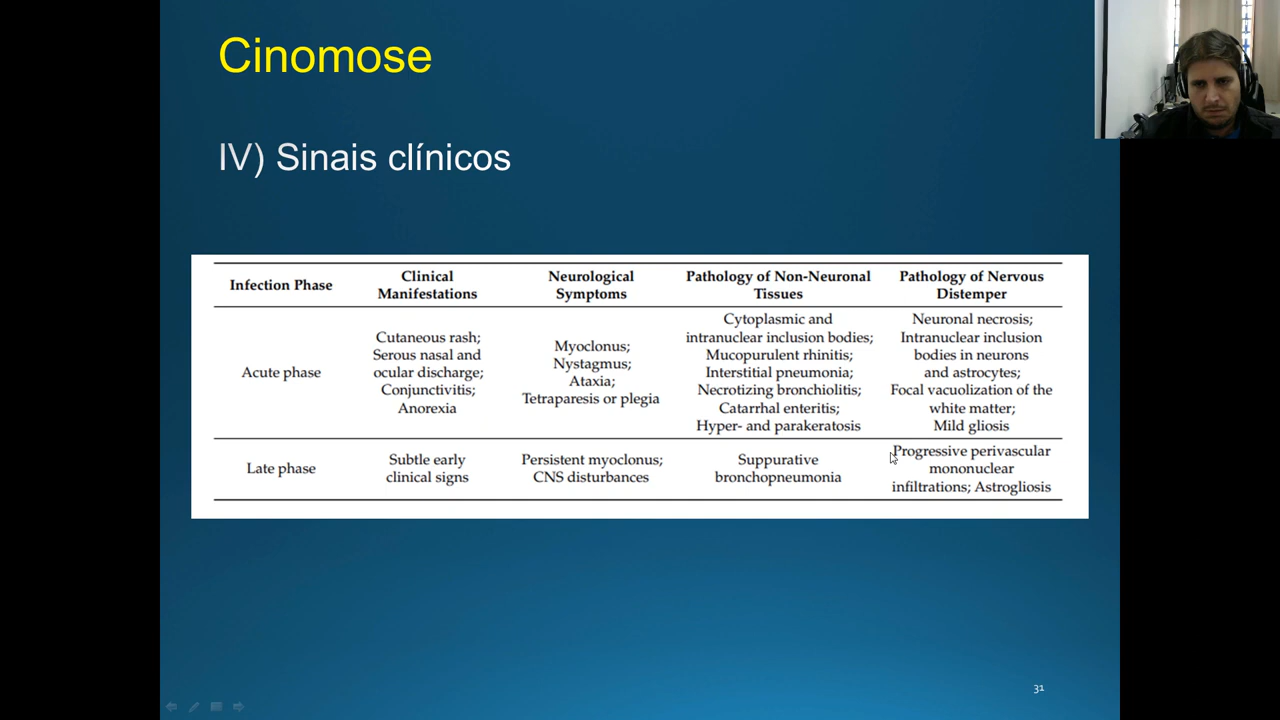 Cinomose
IV) Sinais clínicos
Infection Phase
Clinical
Manifestations
Neurological
Symptoms
Pathology of Non-Neuronal
Tissues
Pathology of Nervous
Distemper
Acute phase
Cutaneous rash;
Serous nasal and
ocular discharge;
Conjunctivitis;
Anorexia
Myoclonus;
Nystagmus;
Ataxia;
Tetraparesis or plegia
Cytoplasmic and
intranuclear inclusion bodies;
Mucopurulent rhinitis;
Interstitial pneumonia;
Necrotizing bronchiolitis;
Catarrhal enteritis;
Hyper- and parakeratosis
Neuronal necrosis;
Intranuclear inclusion
bodies in neurons
and astrocytes;
Focal vacuolization of the
white matter;
Mild gliosis
Late phase
Subtle early
clinical signs
Persistent myoclonus;
CNS disturbances
Suppurative
bronchopneumonia
Progressive perivascular
mononuclear
infiltrations; Astrogliosis
31